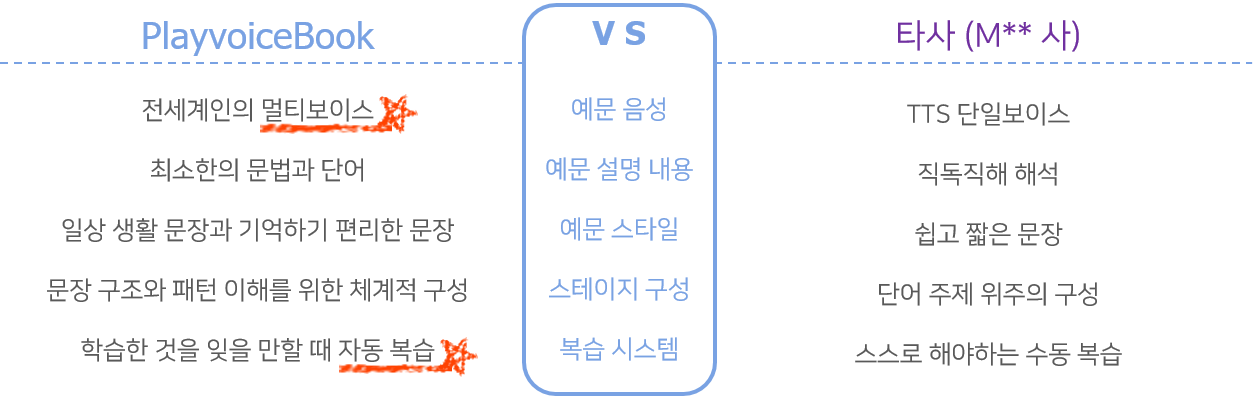 PlayvoiceBook VS 타사 (M** 사)
전세계인의 멀티보이스 예문 음성 TTS 단일보이스
최소한의 문법과 단어 예문 설명 내용 직독직해 해석
일상 생활 문장과 기억하기 편리한 문장 예문 스타일 쉽고 짧은 문장
문장 구조와 패턴 이해를 위한 체계적 구성 스테이지 구성 단어 주제 위주의 구성
학습한 것을 잊을 만할 때 자동 복습 복습 시스템 스스로 해야하는 수동 복습